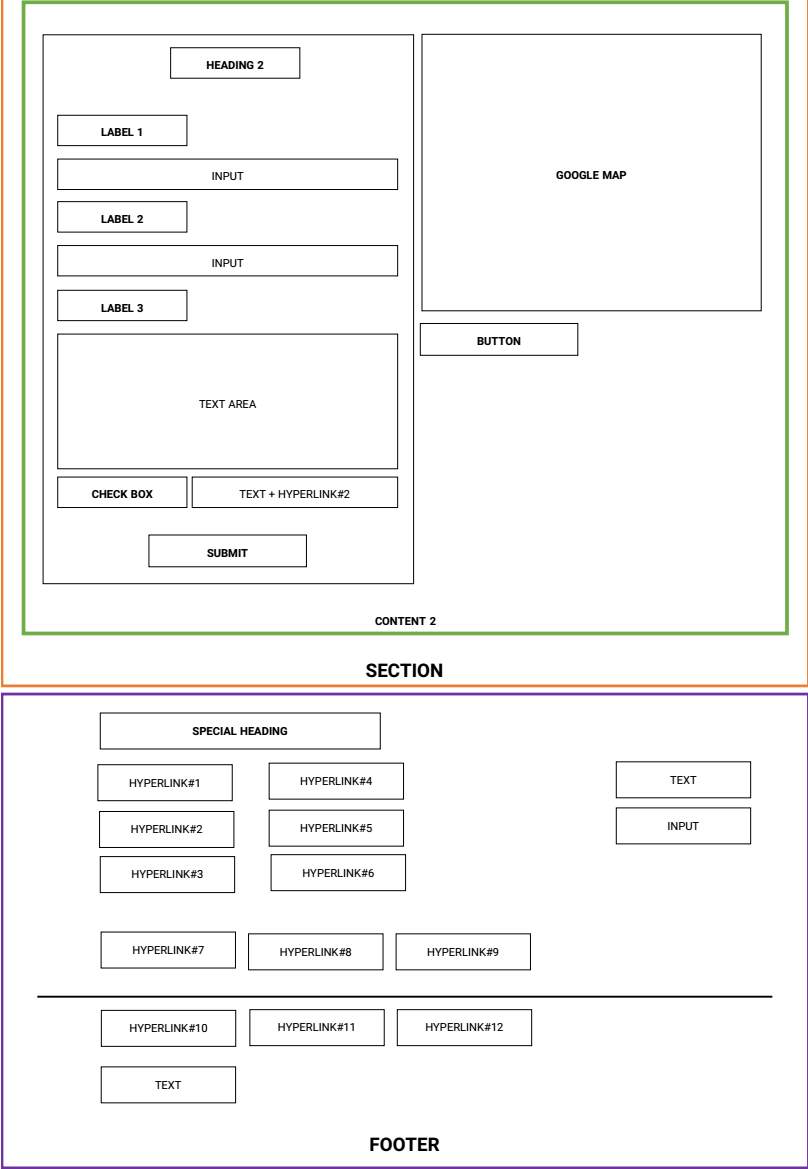 HEADING 2
LABEL 1
INPUT
LABEL 2
INPUT
LABEL 3
TEXT AREA
CHECK BOX
TEXT + HYPERLINK#2
SUBMIT
GOOGLE MAP
BUTTON
CONTENT 2
SECTION
SPECIAL HEADING
HYPERLINK#1
HYPERLINK#4
HYPERLINK#2
HYPERLINK#5
HYPERLINK#3
HYPERLINK#6
TEXT
INPUT
HYPERLINK#7
HYPERLINK#8
HYPERLINK#9
HYPERLINK#10
HYPERLINK#11
HYPERLINK#12
TEXT
FOOTER